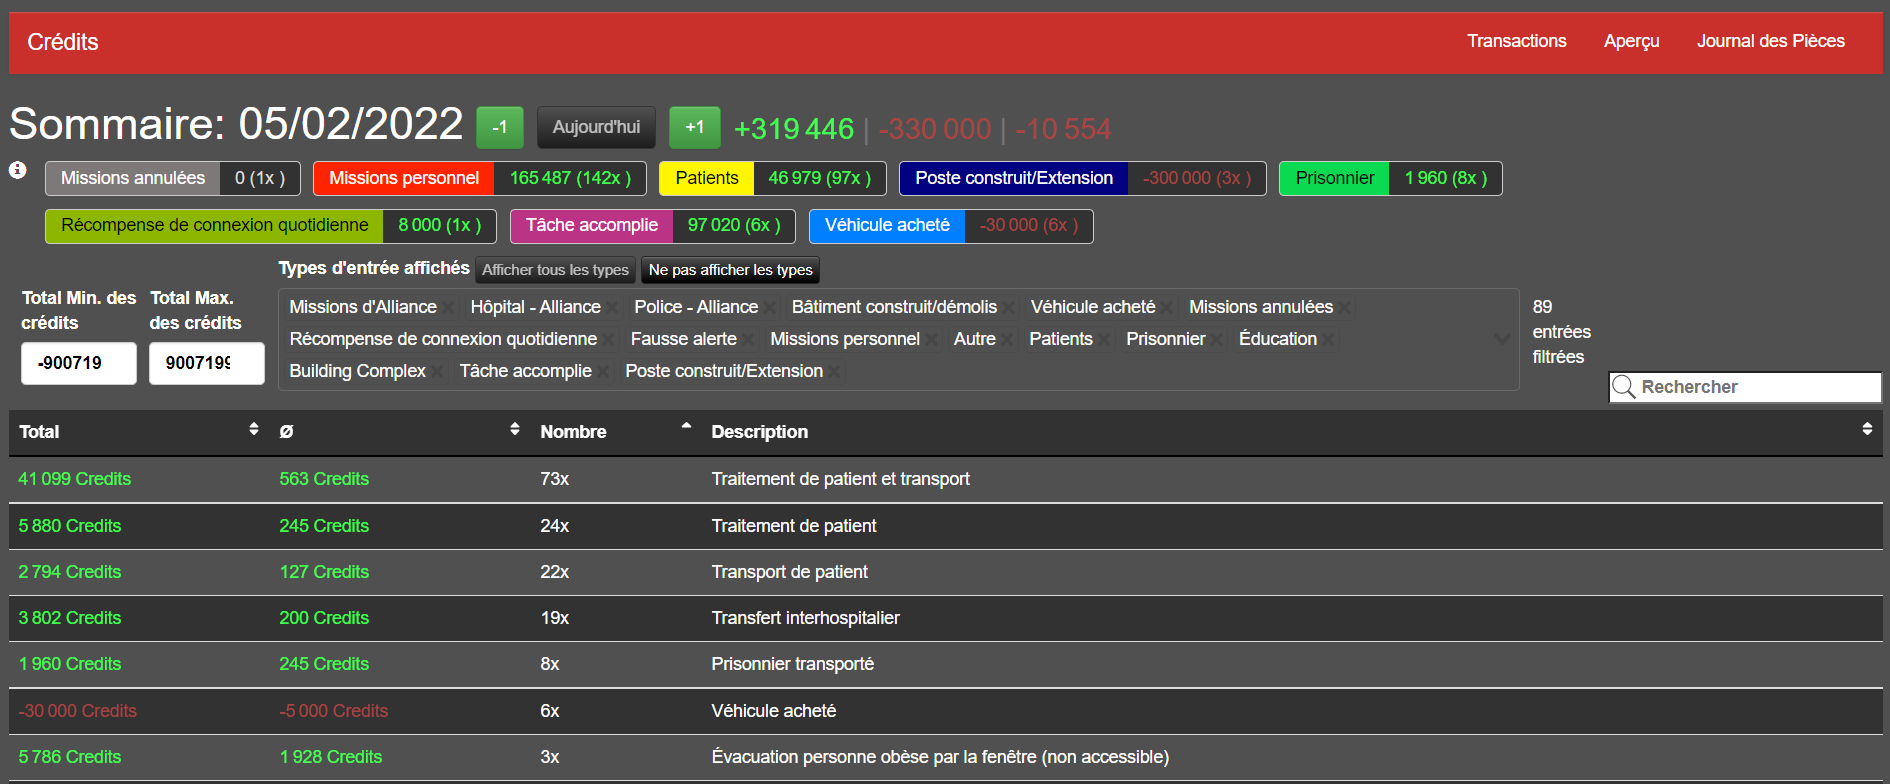 Crédits Transactions Aperçu Journal des Pièces
Sommaire: 05/02/2022 -1 Aujourd'hui +1 +319 446 | -330 000 | -10 554
Missions annulées 0 (1x ) Missions personnel 165 487 (142x ) Patients 46 979 (97x ) Poste construit/Extension -300 000 (3x ) Prisonnier 1 960 (8x )
Récompense de connexion quotidienne 8 000 (1x ) Tâche accomplie 97 020 (6x ) Véhicule acheté -30 000 (6x )
Types d'entrée affichés Afficher tous les types Ne pas afficher les types
Total Min. des crédits
Total Max. des crédits
-900719
9007199
Missions d'Alliance × Hôpital - Alliance × Police - Alliance × Bâtiment construit/démolis × Véhicule acheté × Missions annulées ×
Récompense de connexion quotidienne × Fausse alerte × Missions personnel × Autre × Patients × Prisonnier × Éducation ×
Building Complex × Tâche accomplie × Poste construit/Extension ×
89
entrées
filtrées
Rechercher
Total Ø Nombre Description
41 099 Credits 563 Credits 73x Traitement de patient et transport
5 880 Credits 245 Credits 24x Traitement de patient
2 794 Credits 127 Credits 22x Transport de patient
3 802 Credits 200 Credits 19x Transfert interhospitalier
1 960 Credits 245 Credits 8x Prisonnier transporté
-30 000 Credits -5 000 Credits 6x Véhicule acheté
5 786 Credits 1 928 Credits 3x Évacuation personne obèse par la fenêtre (non accessible)